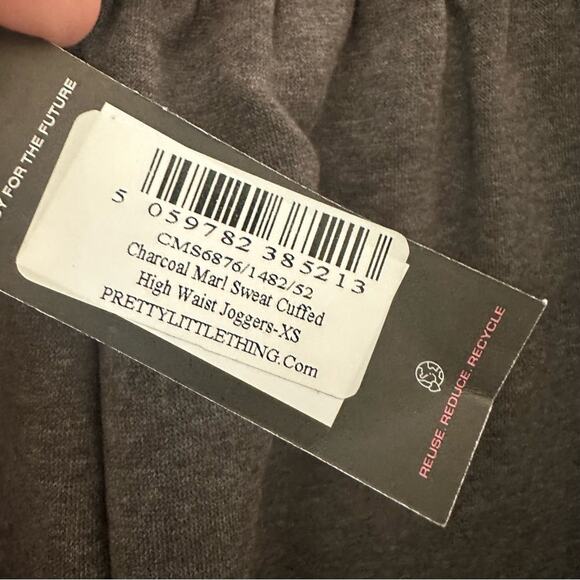 Y FOR THE FUTURE
5 059782 385213
CMS6876/1482/52
Charcoal Marl Sweat Cuffed
High Waist Joggers-XS
PRETTYLITTLETHING.Com
REUSE. REDUCE. RECYCLE